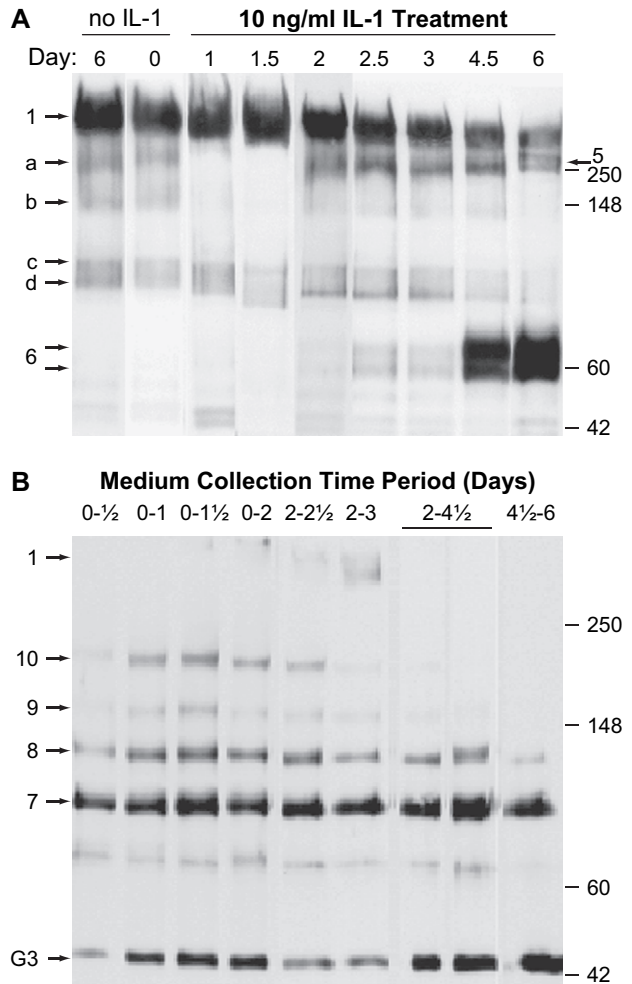 A no IL-1 10 ng/ml IL-1 Treatment
Day: 6 0 1 1.5 2 2.5 3 4.5 6
1
5
a
250
b
148
c
d
6
60
42
B Medium Collection Time Period (Days)
0-½ 0-1 0-1½ 0-2 2-2½ 2-3 2-4½ 4½-6
1
250
10
9
148
8
7
60
G3
42